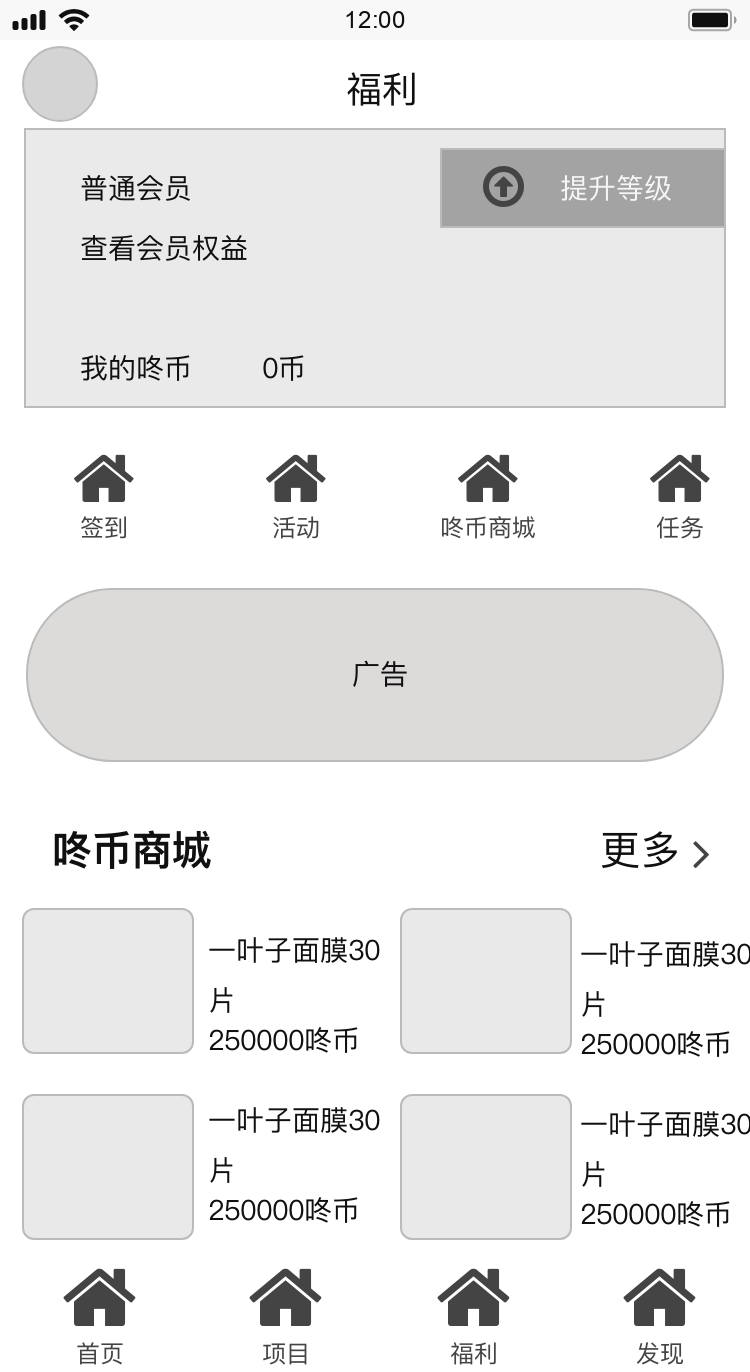 12:00
福利
普通会员
提升等级
查看会员权益
我的咚币 0币
签到 活动 咚币商城 任务
广告
咚币商城 更多
一叶子面膜30
片
250000咚币
一叶子面膜30
片
250000咚币
一叶子面膜30
片
250000咚币
一叶子面膜30
片
250000咚币
首页 项目 福利 发现